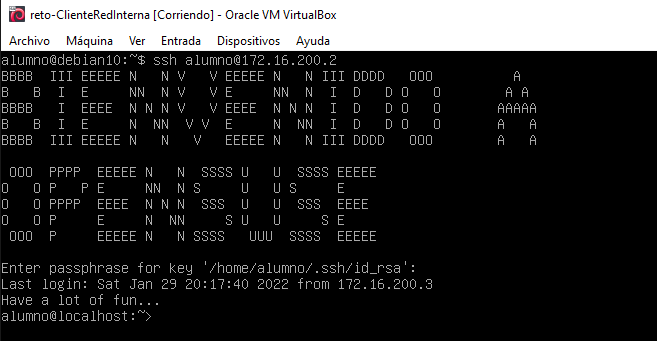 reto-ClienteRedInterna [Corriendo] - Oracle VM VirtualBox
Archivo Máquina Ver Entrada Dispositivos Ayuda
alumno@debian10:~$ ssh alumno@172.16.200.2
BBBB  III EEEEE N   N V   V EEEEE N   N III DDDD   OOO          A
B   B  I  E     NN  N V   V E     NN  N  I  D   D O   O        A A
BBBB   I  EEEE  N N N V   V EEEE  N N N  I  D   D O   O       AAAAA
B   B  I  E     N  NN  V V  E     N  NN  I  D   D O   O       A   A
BBBB  III EEEEE N   N   V   EEEEE N   N III DDDD   OOO        A   A
 OOO  PPPP  EEEEE N   N  SSSS U   U  SSSS EEEEE
O   O P   P E     NN  N S     U   U S     E
O   O PPPP  EEEE  N N N  SSS  U   U  SSS  EEEE
O   O P     E     N  NN     S U   U     S E
 OOO  P     EEEEE N   N SSSS   UUU  SSSS  EEEEE
Enter passphrase for key '/home/alumno/.ssh/id_rsa':
Last login: Sat Jan 29 20:17:40 2022 from 172.16.200.3
Have a lot of fun...
alumno@localhost:~>